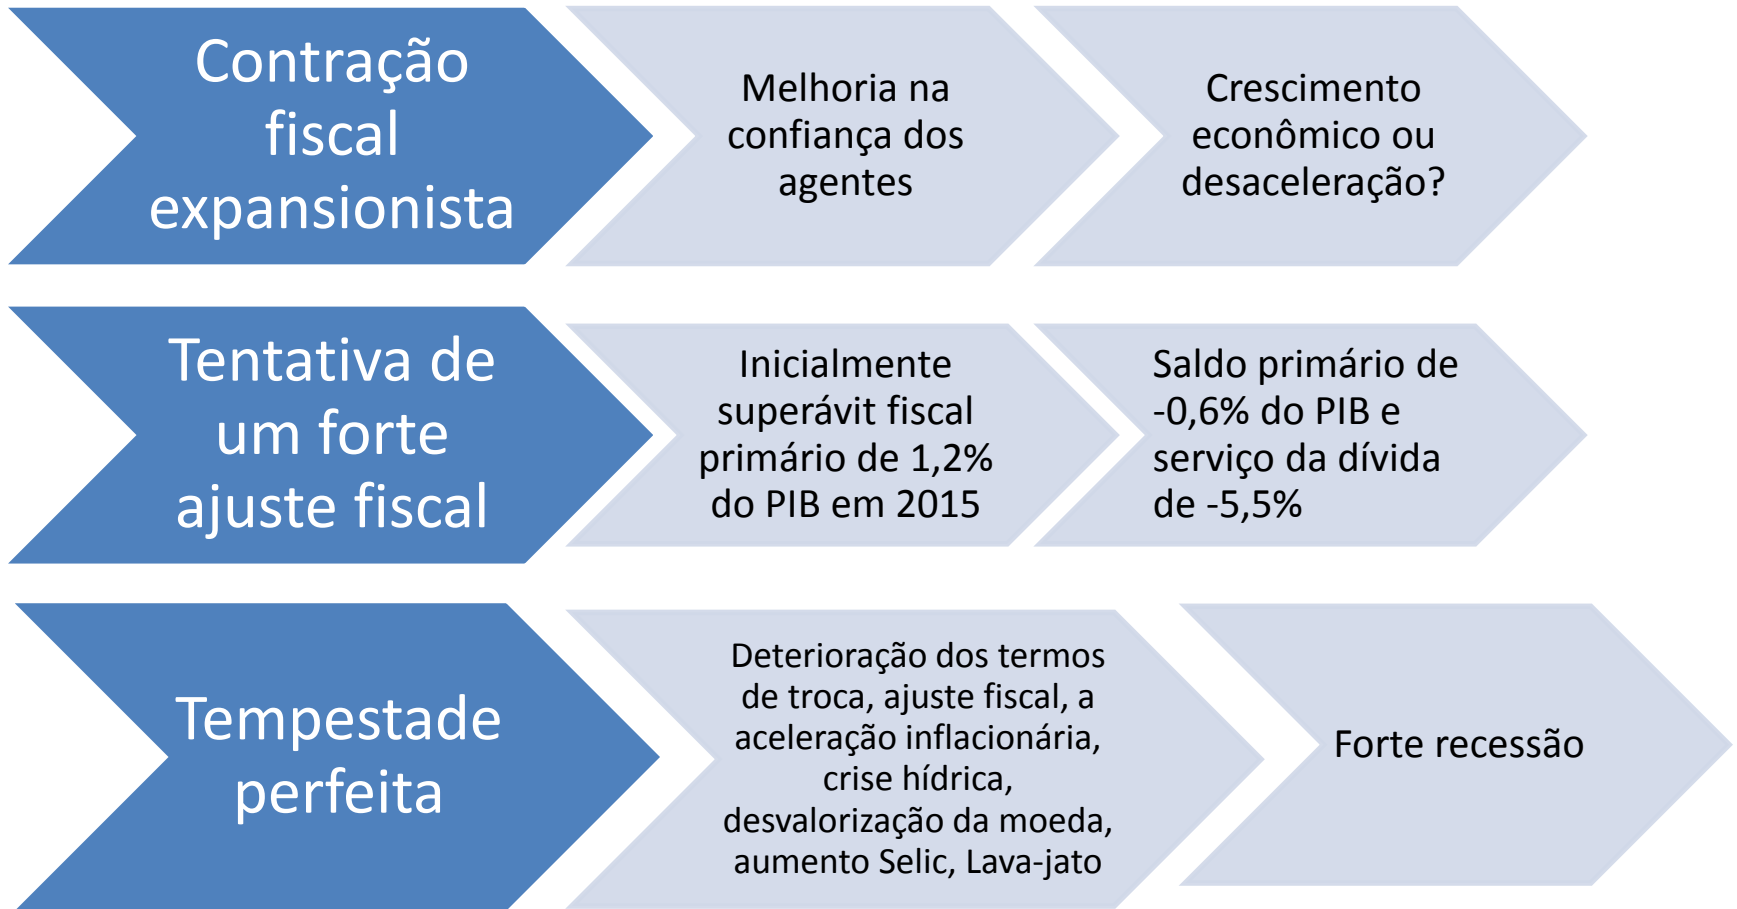 Contração
fiscal
expansionista
Melhoria na
confiança dos
agentes
Crescimento
econômico ou
desaceleração?
Tentativa de
um forte
ajuste fiscal
Inicialmente
superávit fiscal
primário de 1,2%
do PIB em 2015
Saldo primário de
-0,6% do PIB e
serviço da dívida
de -5,5%
Tempestade
perfeita
Deterioração dos termos
de troca, ajuste fiscal, a
aceleração inflacionária,
crise hídrica,
desvalorização da moeda,
aumento Selic, Lava-jato
Forte recessão